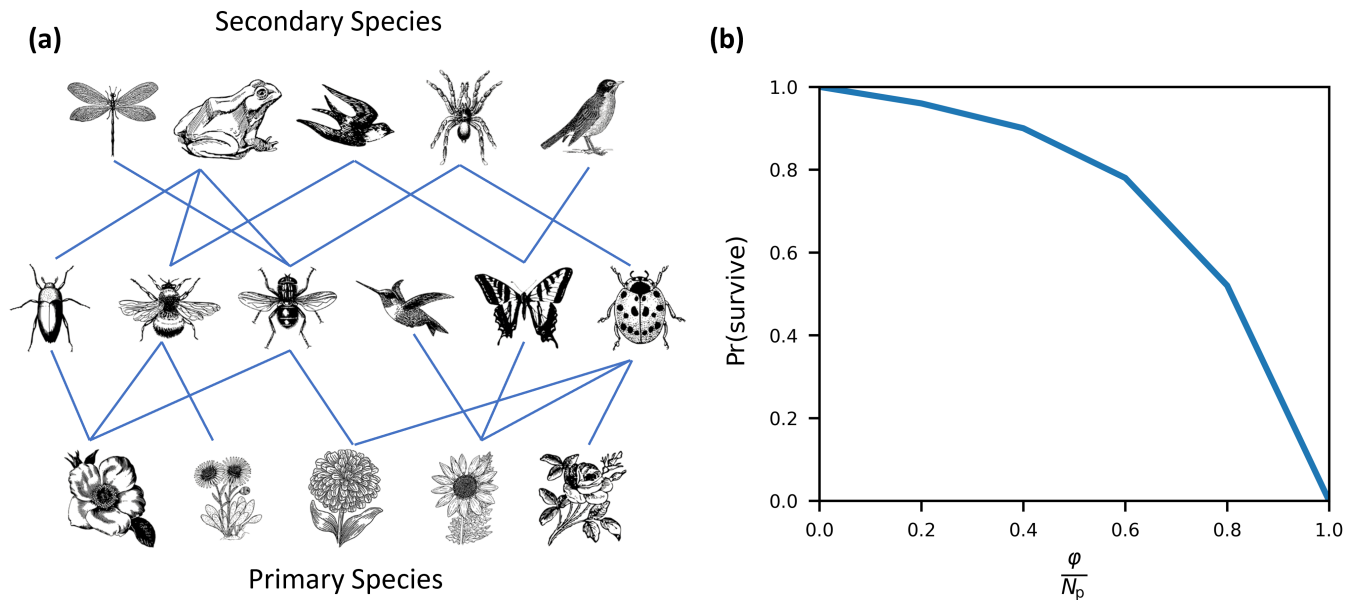 Secondary Species
(a)
Primary Species
(b)
1.0
0.8
0.6
0.4
0.2
0.0
Pr(survive)
0.0 0.2 0.4 0.6 0.8 1.0
φ
Np